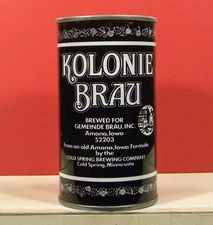 KOLONIE
BRAU
BREWED FOR
GEMEINDE BRAU, INC.
Amana, Iowa
52203
from an old Amana, Iowa Formula
by the
COLD SPRING BREWING COMPANY
Cold Spring, Minnesota